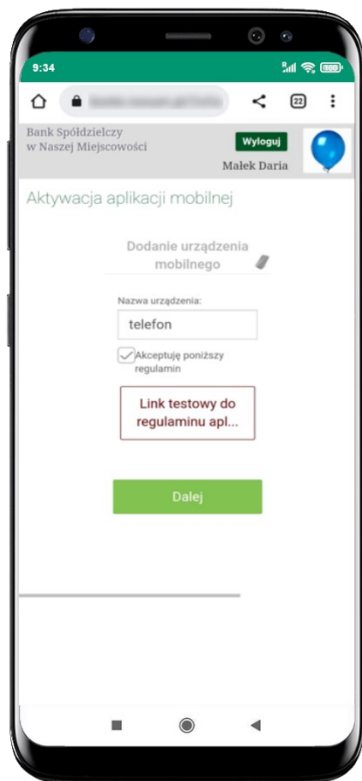 9:34
22
Bank Spółdzielczy
w Naszej Miejscowości
Wyloguj
Małek Daria
Aktywacja aplikacji mobilnej
Dodanie urządzenia
mobilnego
Nazwa urządzenia:
telefon
Akceptuję poniższy
regulamin
Link testowy do
regulaminu apl...
Dalej